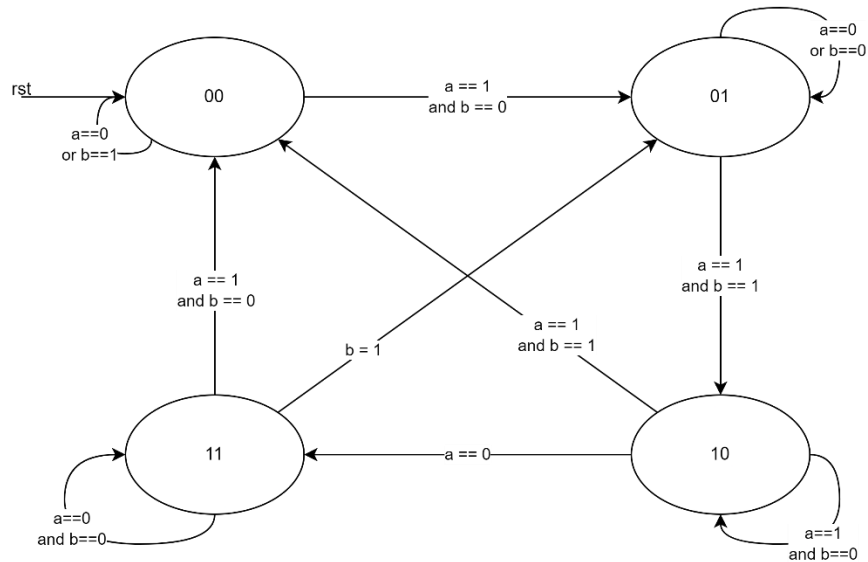 00
a == 1
and b == 0
01
a==0
or b==0
rst
a==0
or b==1
a == 1
and b == 0
b = 1
a == 1
and b == 1
a == 1
and b == 1
11
a == 0
10
a==0
and b==0
a==1
and b==0